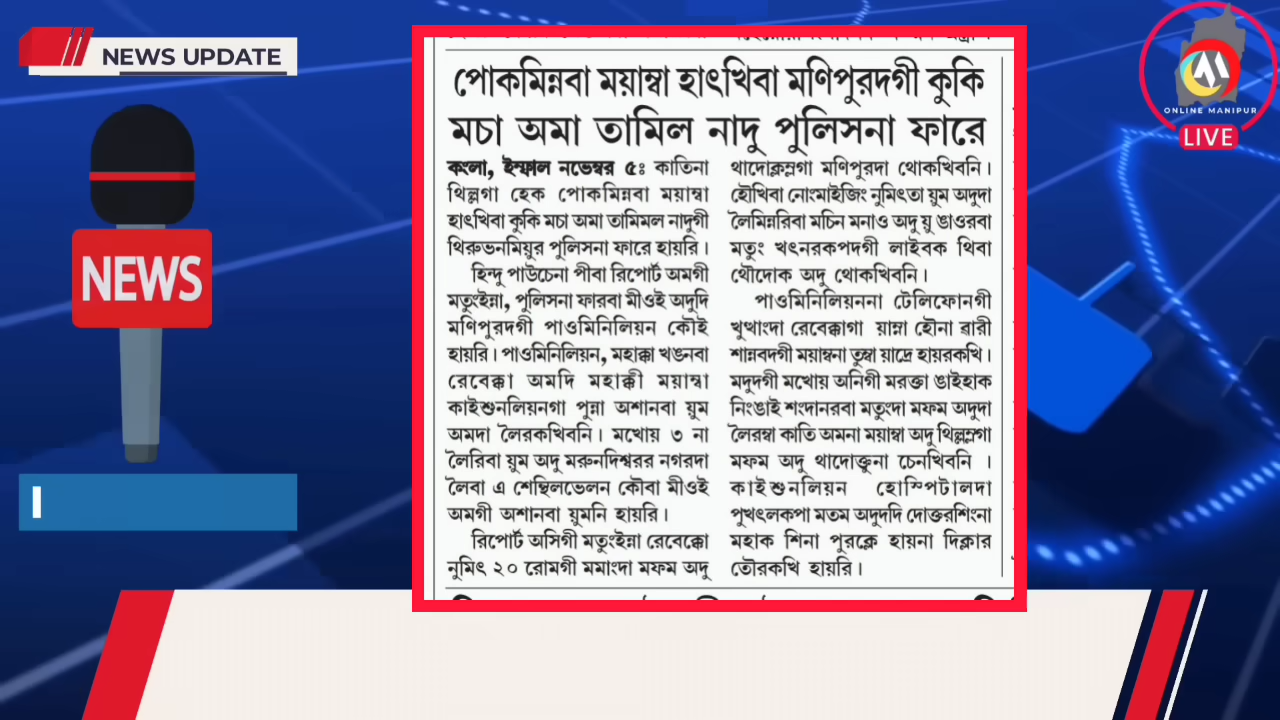 NEWS UPDATE
NEWS
পোকমিন্নবা ময়াম্বা হাৎখিবা মণিপুরদগী কুকি
মচা অমা তামিল নাদু পুলিসনা ফারে
কংলা, ইম্ফাল নভেম্বর ৫ঃ কাতিনা
থিল্লগা হেক পোকমিন্নবা ময়াম্বা
হাৎখিবা কুকি মচা অমা তামিমল নাদুগী
থিরুভনমিয়ুর পুলিসনা ফারে হায়রি।
হিন্দু পাউচেনা পীবা রিপোর্ট অমগী
মতুংইন্না, পুলিসনা ফারবা মীওই অদুদি
মণিপুরদগী পাওমিনিলিয়ন কৌই
হায়রি। পাওমিনিলিয়ন, মহাক্কা খঙনবা
রেবেক্কা অমদি মহাক্কী ময়াম্বা
কাইশুনলিয়নগা পুন্না অশানবা য়ুম
অমদা লৈরকখিবনি। মখোয় ৩ না
লৈরিবা য়ুম অদু মরুনদিশ্বরর নগরদা
লৈবা এ শেন্থিলভেলন কৌবা মীওই
অমগী অশানবা য়ুমনি হায়রি।
রিপোর্ট অসিগী মতুংইন্না রেবেক্কো
নুমিৎ ২০ রোমগী মমাংদা মফম অদু
থাদোক্লম্লগা মণিপুরদা থোকখিবনি।
হৌখিবা নোংমাইজিং নুমিৎতা য়ুম অদুদা
লৈমিন্নরিবা মচিন মনাও অদু য়ু ঙাওরবা
মতুং খৎনরকপদগী লাইবক থিবা
থৌদোক অদু থোকখিবনি।
পাওমিনিলিয়ননা টেলিফোনগী
খুত্থাংদা রেবেক্কাগা য়াম্না হৌনা ৱারী
শান্নবদগী ময়াম্বনা তুম্বা য়াদ্রে হায়রকখি।
মদুদগী মখোয় অনিগী মরক্তা ঙাইহাক
নিংঙাই শংদানরবা মতুংদা মফম অদুদা
লৈরম্বা কাতি অমনা ময়াম্বা অদু থিল্লম্লগা
মফম অদু থাদোক্তুনা চেনখিবনি ।
কাইশুনলিয়ন হোস্পিটালদা
পুখৎলকপা মতম অদুদদি দোক্তরশিংনা
মহাক শিনা পুরক্লে হায়না দিক্লার
তৌরকখি হায়রি।
ONLINE MANIPUR
LIVE